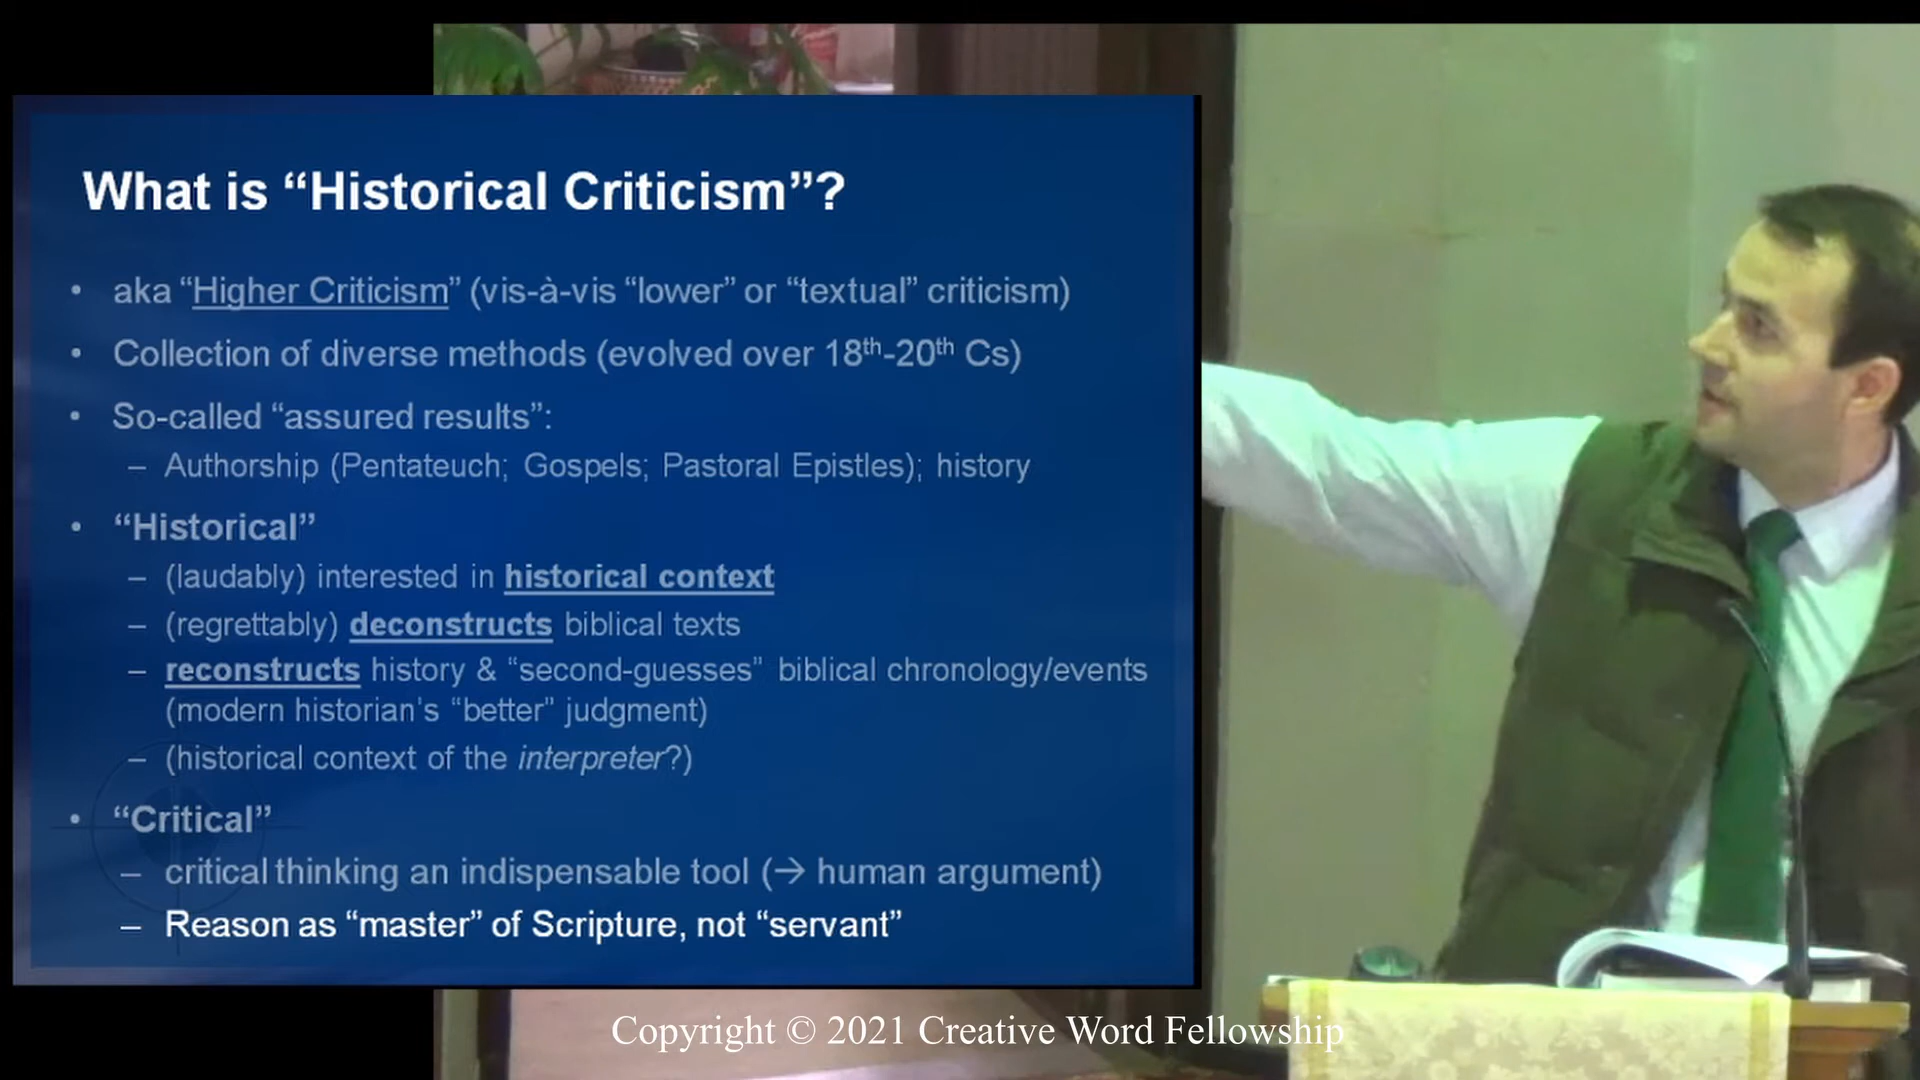 What is “Historical Criticism”?
• aka “Higher Criticism” (vis-à-vis “lower” or “textual” criticism)
• Collection of diverse methods (evolved over 18th-20th Cs)
• So-called “assured results”:
– Authorship (Pentateuch; Gospels; Pastoral Epistles); history
• “Historical”
– (laudably) interested in historical context
– (regrettably) deconstructs biblical texts
– reconstructs history & “second-guesses” biblical chronology/events
(modern historian’s “better” judgment)
– (historical context of the interpreter?)
• “Critical”
– critical thinking an indispensable tool (→ human argument)
– Reason as “master” of Scripture, not “servant”
Copyright © 2021 Creative Word Fellowship